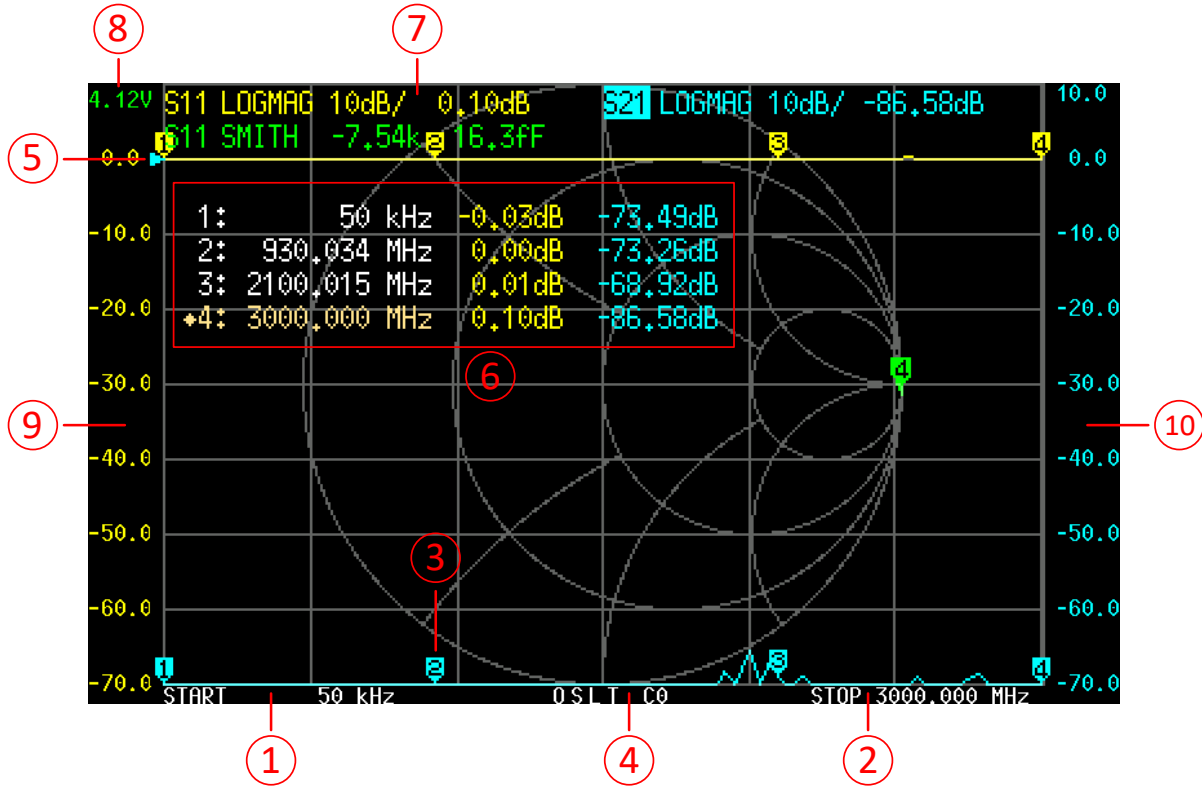 8 7
4.12V S11 LOGMAG 10dB/ 0.10dB S21 LOGMAG 10dB/ -86.58dB 10.0
S11 SMITH -7.54k 16.3fF
1 2 3 4
5 0.0 0.0
1: 50 kHz -0.03dB -73.49dB
-10.0 -10.0
2: 930.034 MHz 0.00dB -73.26dB
3: 2100.015 MHz 0.01dB -68.92dB
-20.0 -20.0
4: 3000.000 MHz 0.10dB -86.58dB
6 4
-30.0 -30.0
9 10
-40.0 -40.0
-50.0 -50.0
3
-60.0 -60.0
1 2 3 4
-70.0 -70.0
START 50 kHz O S L T C0 STOP 3000.000 MHz
1 4 2